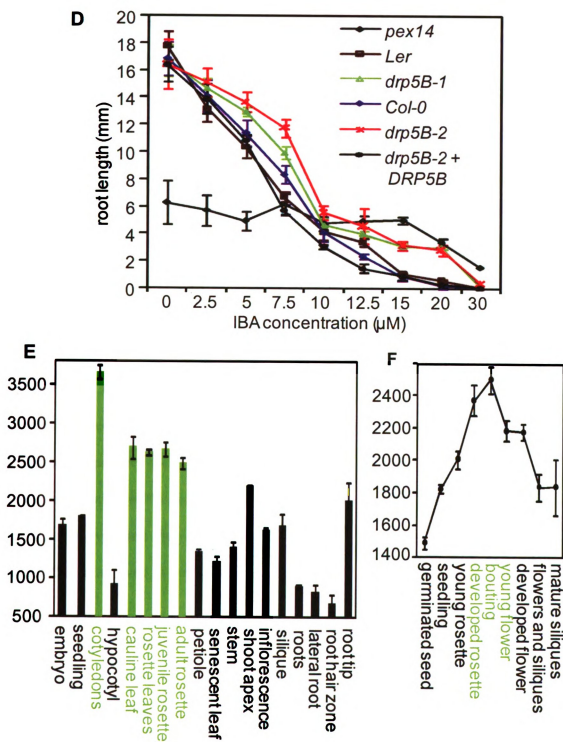 D
20
18
16
14
12
10
8
6
4
2
0
root length (mm)
0 2.5 5 7.5 10 12.5 15 20 30
IBA concentration (µM)
pex14
Ler
drp5B-1
Col-0
drp5B-2
drp5B-2 +
DRP5B
E
3500
3000
2500
2000
1500
1000
500
embryo
seedling
cotyledons
hypocotyl
cauline leaf
rosette leaves
juvenile rosette
adult rosette
petiole
senescent leaf
stem
shoot apex
inflorescence
silique
roots
lateral root
root hair zone
root tip
F
2400
2200
2000
1800
1600
1400
germinated seed
seedling
young rosette
developed rosette
bouting
young flower
developed flower
flowers and siliques
mature siliques